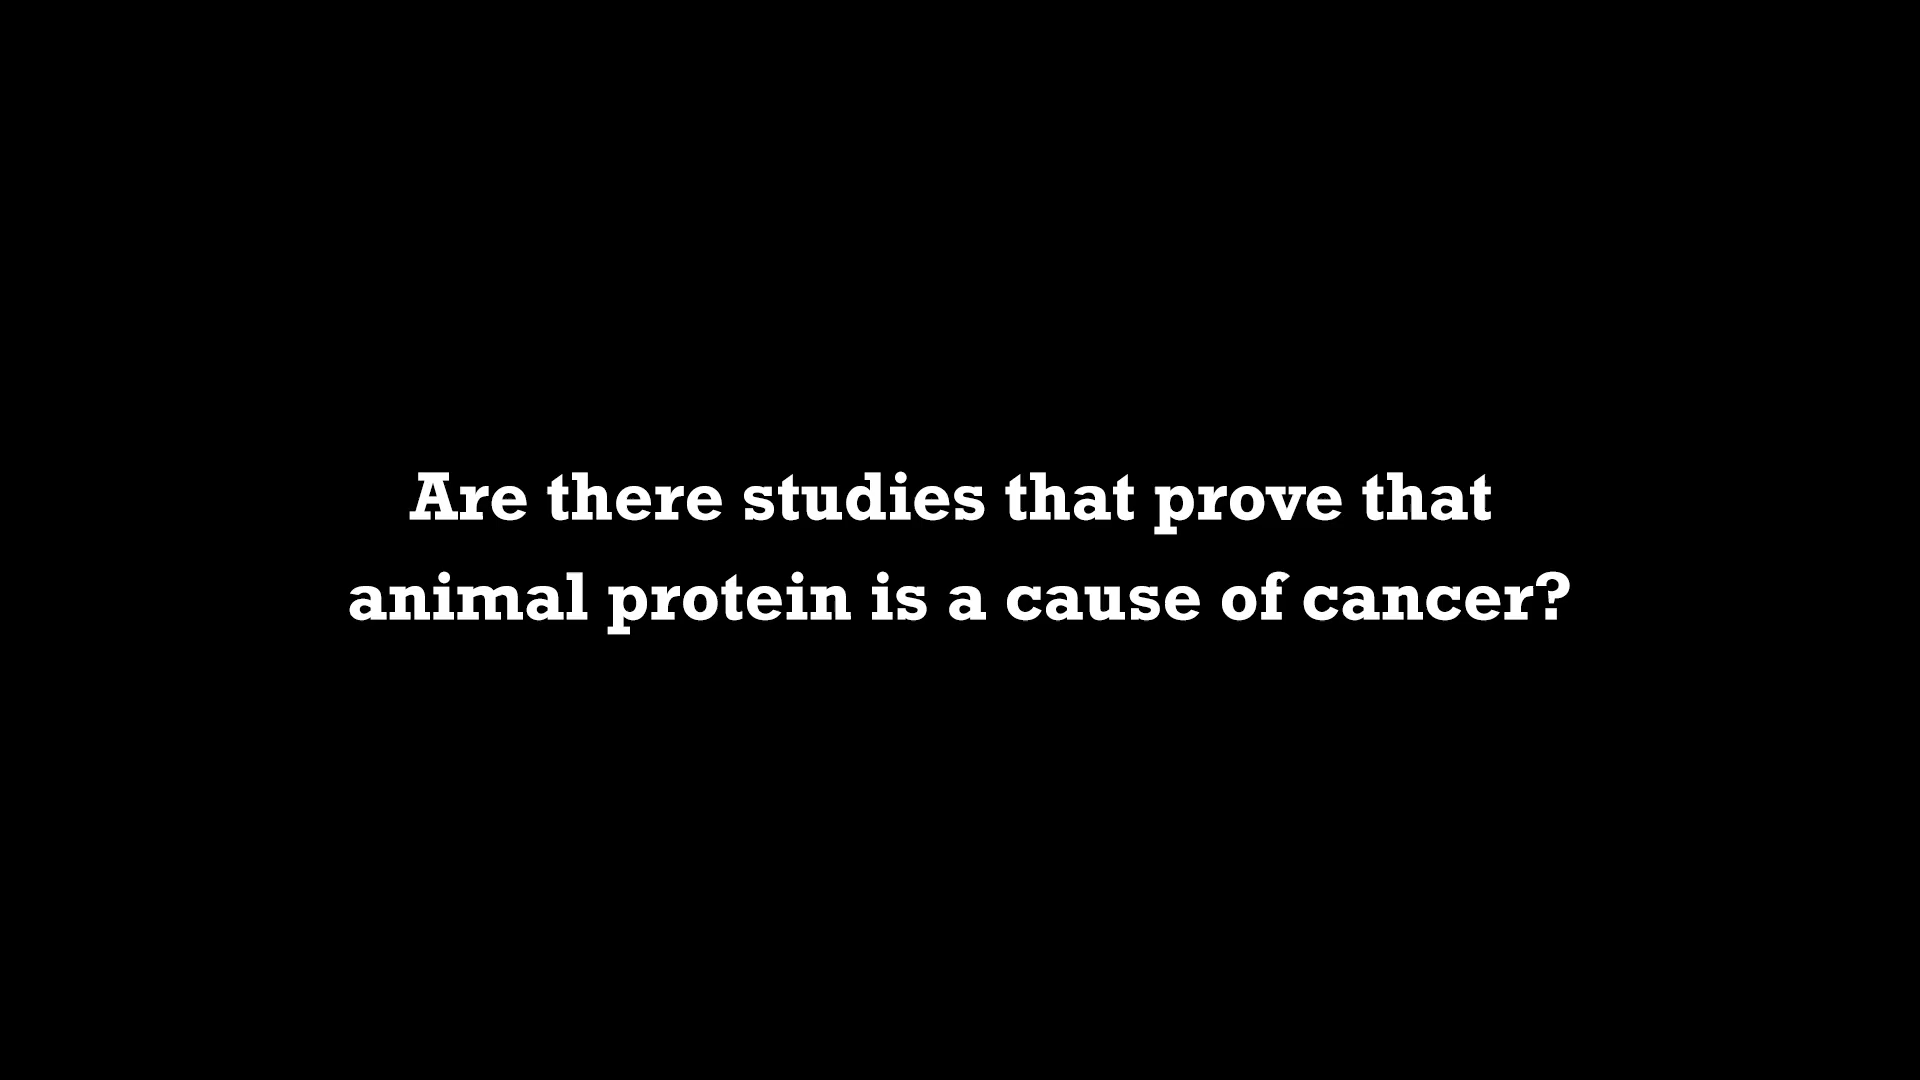 Are there studies that prove that
animal protein is a cause of cancer?